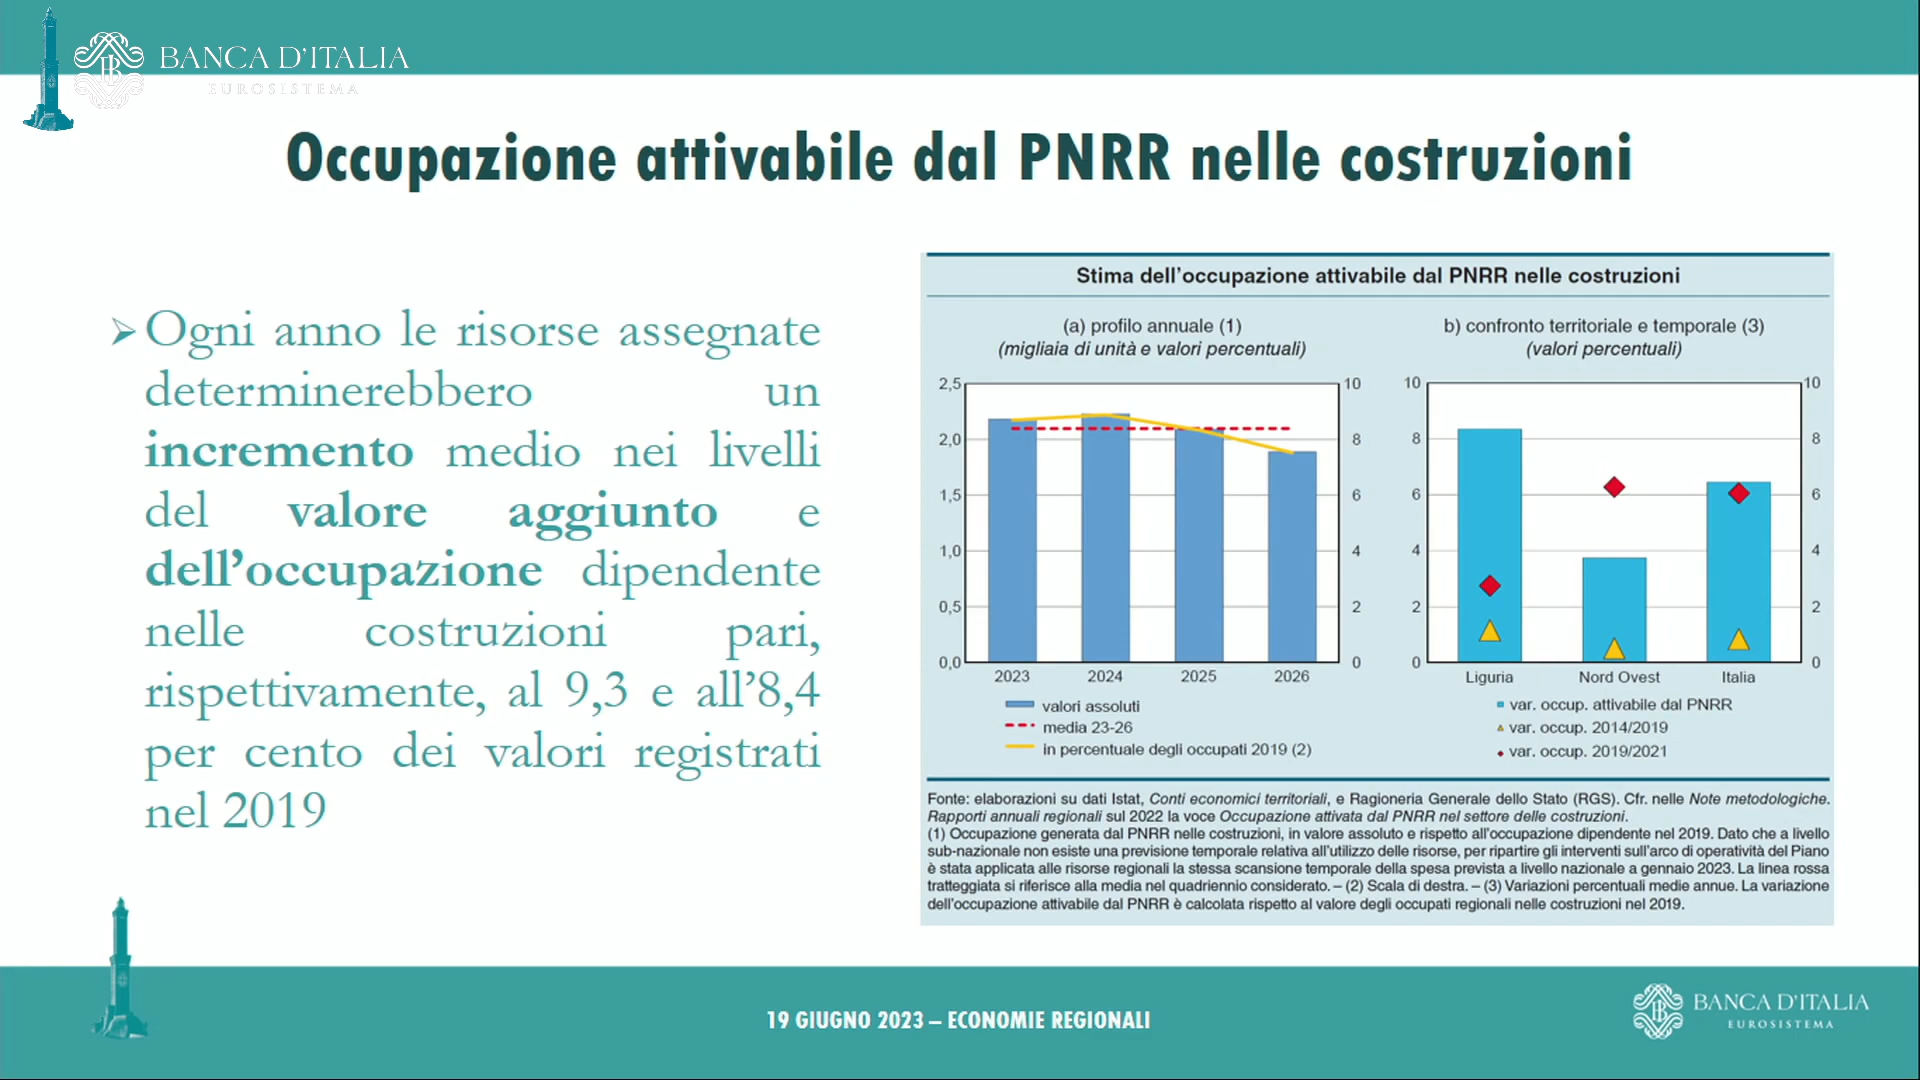 BANCA D'ITALIA
EUROSISTEMA
Occupazione attivabile dal PNRR nelle costruzioni
Ogni anno le risorse assegnate
determinerebbero un
incremento medio nei livelli
del valore aggiunto e
dell'occupazione dipendente
nelle costruzioni pari,
rispettivamente, al 9,3 e all'8,4
per cento dei valori registrati
nel 2019
Stima dell'occupazione attivabile dal PNRR nelle costruzioni
(a) profilo annuale (1)
(migliaia di unità e valori percentuali)
2,5 10
2,0 8
1,5 6
1,0 4
0,5 2
0,0 0
2023 2024 2025 2026
valori assoluti
media 23-26
in percentuale degli occupati 2019 (2)
b) confronto territoriale e temporale (3)
(valori percentuali)
10 10
8 8
6 6
4 4
2 2
0 0
Liguria Nord Ovest Italia
var. occup. attivabile dal PNRR
var. occup. 2014/2019
var. occup. 2019/2021
Fonte: elaborazioni su dati Istat, Conti economici territoriali, e Ragioneria Generale dello Stato (RGS). Cfr. nelle Note metodologiche.
Rapporti annuali regionali sul 2022 la voce Occupazione attivata dal PNRR nel settore delle costruzioni.
(1) Occupazione generata dal PNRR nelle costruzioni, in valore assoluto e rispetto all'occupazione dipendente nel 2019. Dato che a livello
sub-nazionale non esiste una previsione temporale relativa all'utilizzo delle risorse, per ripartire gli interventi sull'arco di operatività del Piano
è stata applicata alle risorse regionali la stessa scansione temporale della spesa prevista a livello nazionale a gennaio 2023. La linea rossa
tratteggiata si riferisce alla media nel quadriennio considerato. – (2) Scala di destra. – (3) Variazioni percentuali medie annue. La variazione
dell'occupazione attivabile dal PNRR è calcolata rispetto al valore degli occupati regionali nelle costruzioni nel 2019.
19 GIUGNO 2023 – ECONOMIE REGIONALI
BANCA D'ITALIA
EUROSISTEMA